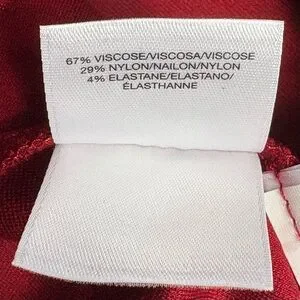 67% VISCOSE/VISCOSA/VISCOSE
29% NYLON/NAILON/NYLON
4% ELASTANE/ELASTANO/
ÉLASTHANNE